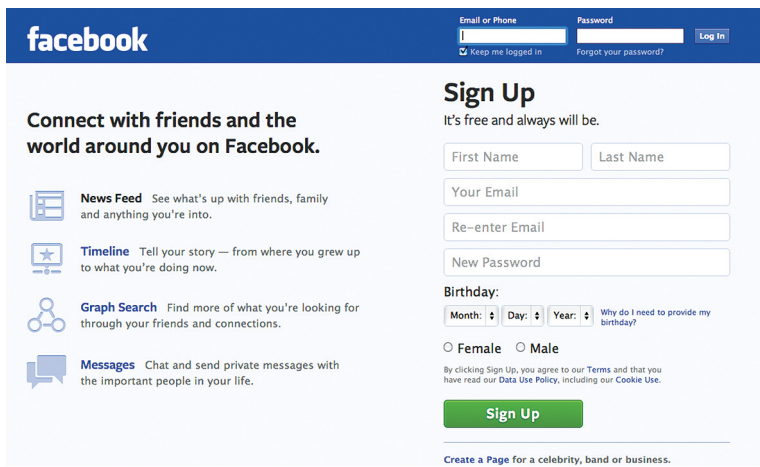 facebook
Email or Phone
Password
Log In
Keep me logged in
Forgot your password?
Connect with friends and the
world around you on Facebook.
News Feed See what's up with friends, family
and anything you're into.
Timeline Tell your story — from where you grew up
to what you're doing now.
Graph Search Find more of what you're looking for
through your friends and connections.
Messages Chat and send private messages with
the important people in your life.
Sign Up
It's free and always will be.
First Name
Last Name
Your Email
Re-enter Email
New Password
Birthday:
Month: Day: Year:
Why do I need to provide my
birthday?
Female Male
By clicking Sign Up, you agree to our Terms and that you
have read our Data Use Policy, including our Cookie Use.
Sign Up
Create a Page for a celebrity, band or business.